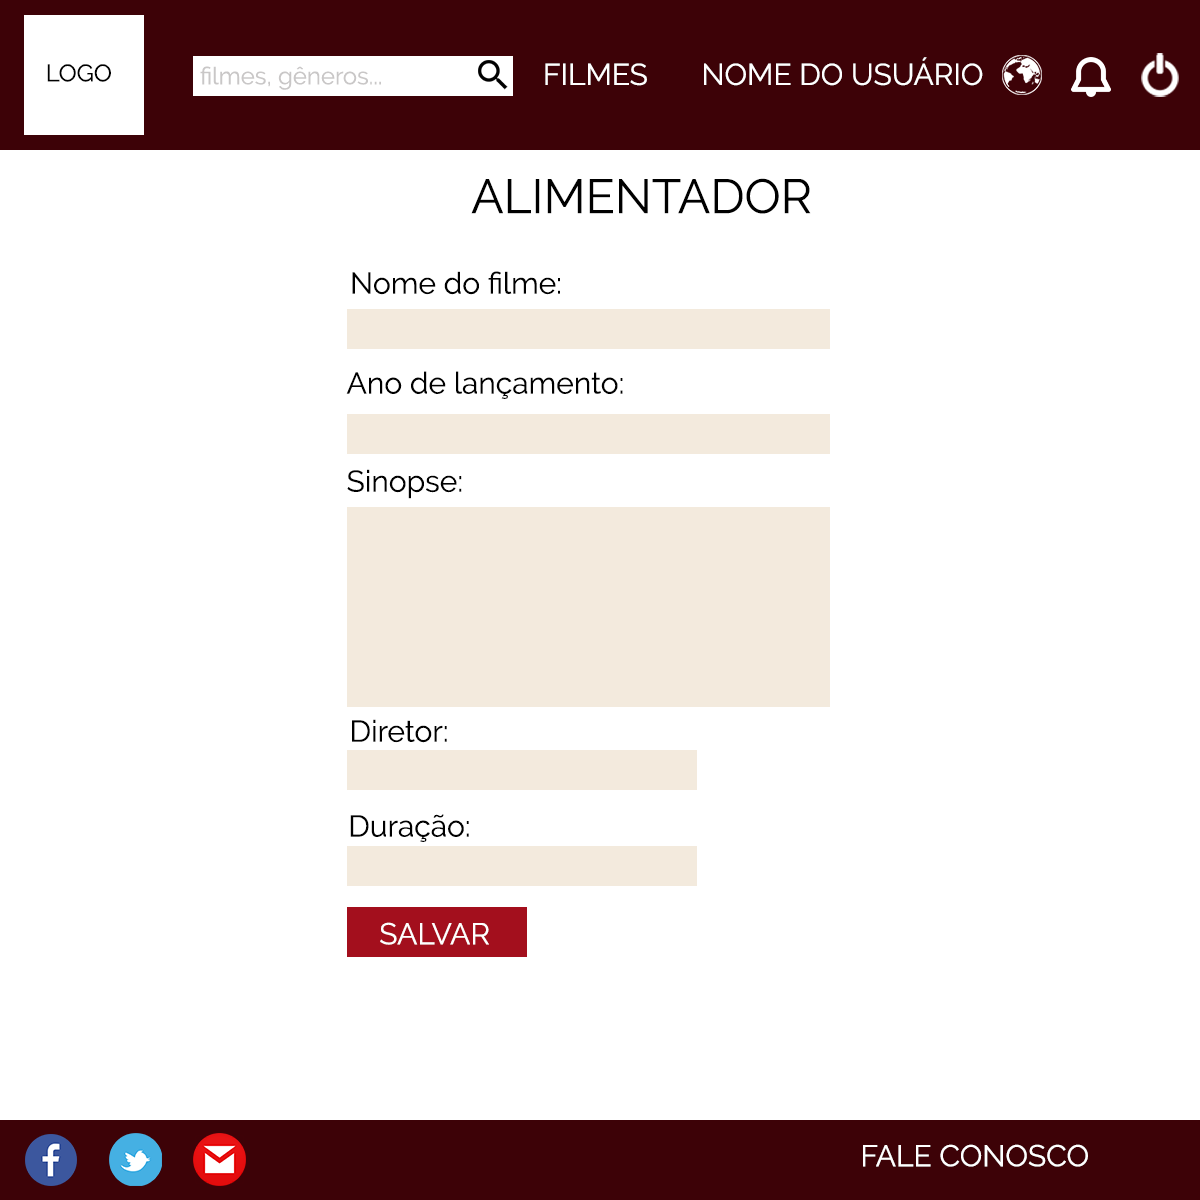 LOGO
filmes, gêneros...
FILMES
NOME DO USUÁRIO
ALIMENTADOR
Nome do filme:
Ano de lançamento:
Sinopse:
Diretor:
Duração:
SALVAR
FALE CONOSCO